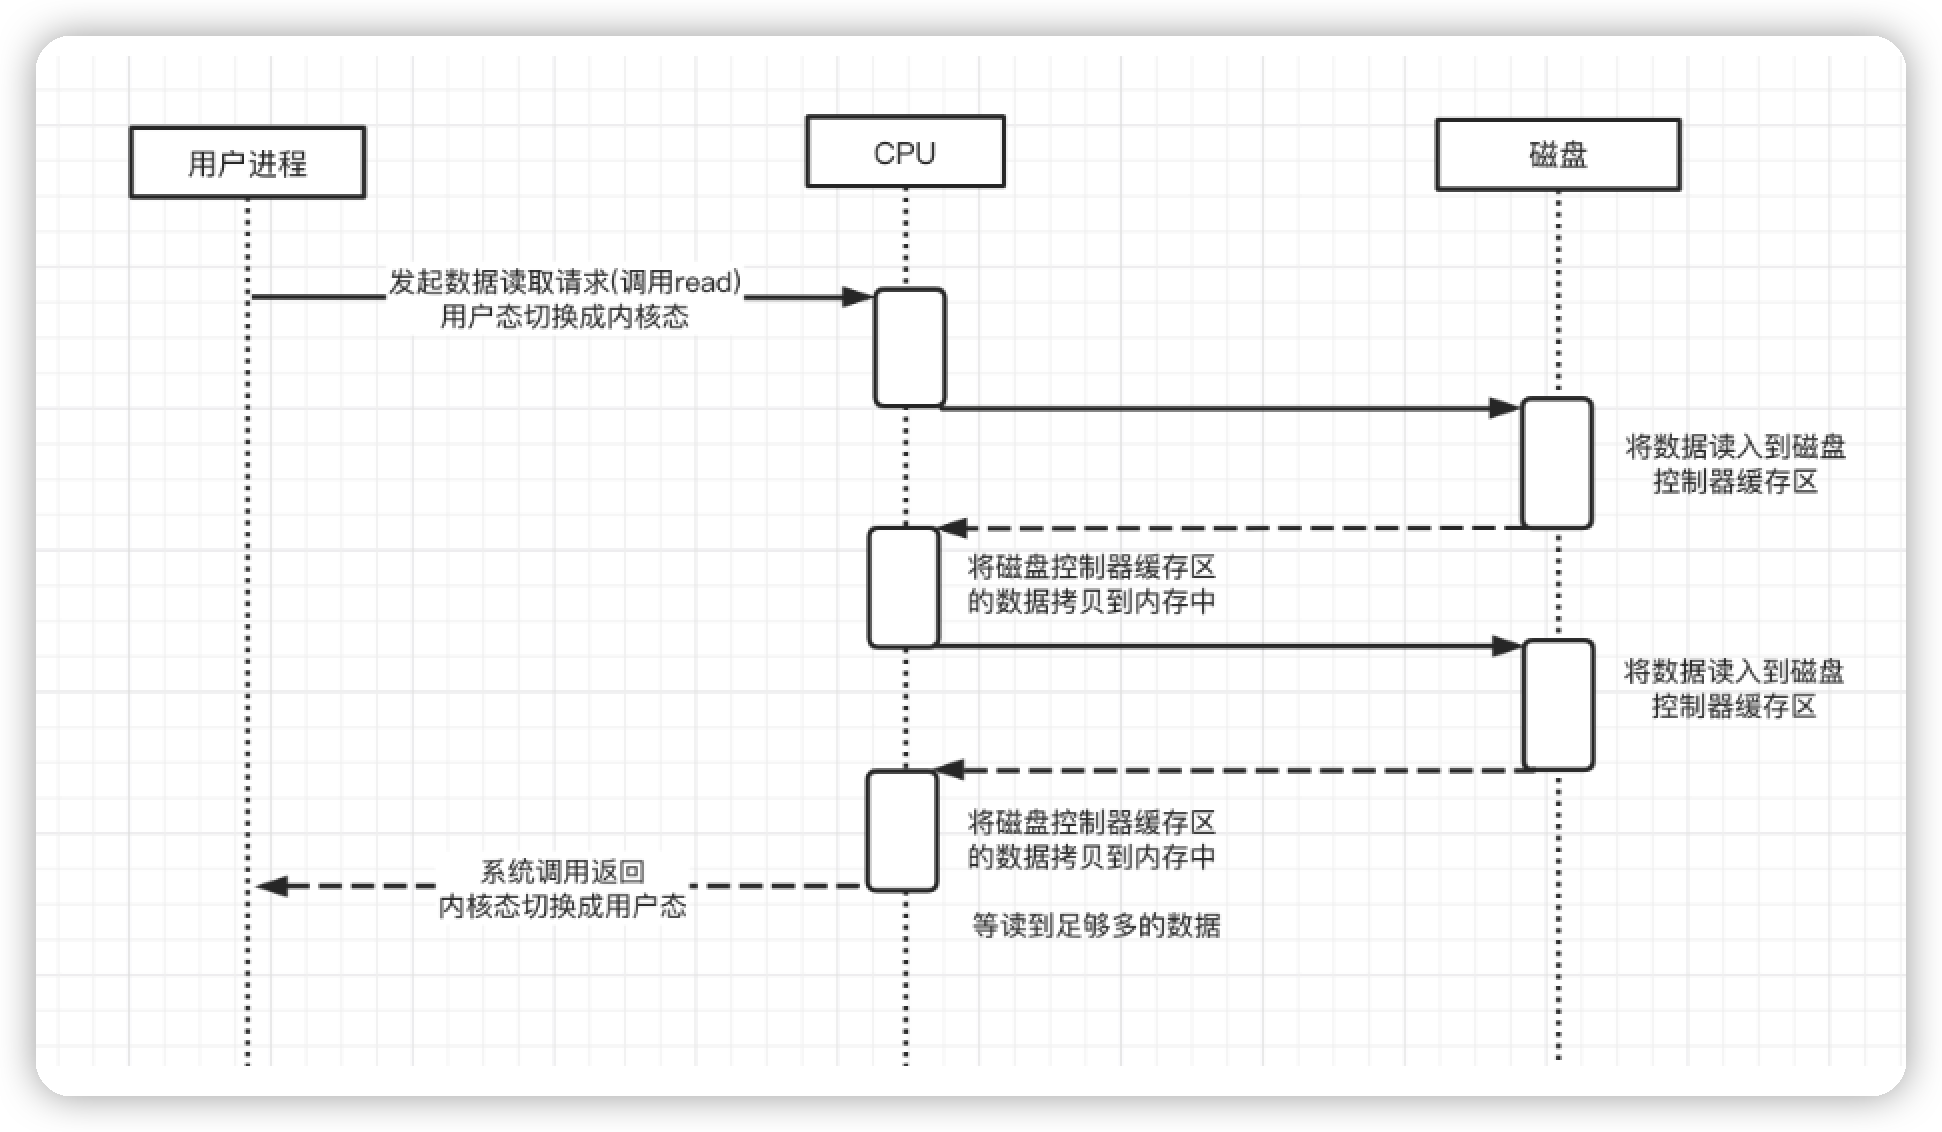 用户进程
CPU
磁盘
发起数据读取请求(调用read)
用户态切换成内核态
将数据读入到磁盘
控制器缓存区
将磁盘控制器缓存区
的数据拷贝到内存中
将数据读入到磁盘
控制器缓存区
将磁盘控制器缓存区
的数据拷贝到内存中
系统调用返回
内核态切换成用户态
等读到足够多的数据